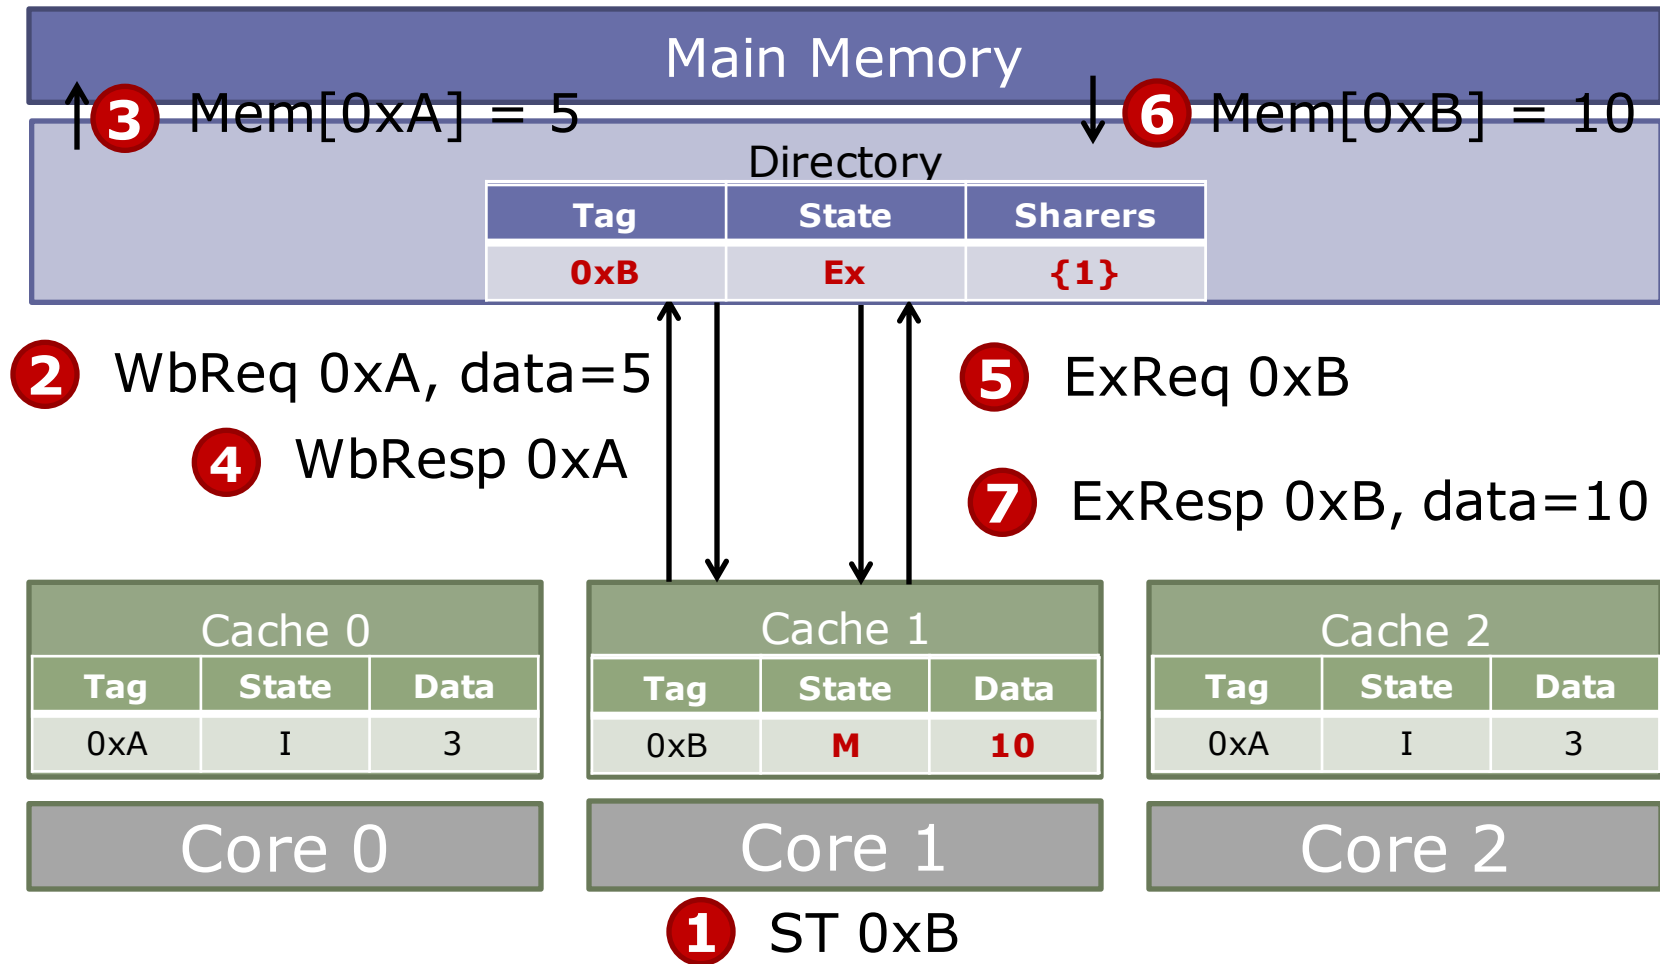 Main Memory
3 Mem[0xA] = 5
6 Mem[0xB] = 10
Directory
Tag State Sharers
0xB Ex {1}
2 WbReq 0xA, data=5
5 ExReq 0xB
4 WbResp 0xA
7 ExResp 0xB, data=10
Cache 0
Tag State Data
0xA I 3
Core 0
Cache 1
Tag State Data
0xB M 10
Core 1
Cache 2
Tag State Data
0xA I 3
Core 2
1 ST 0xB